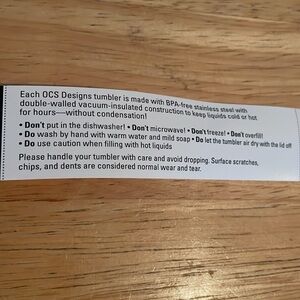 Each OCS Designs tumbler is made with BPA-free stainless steel with
double-walled vacuum-insulated construction to keep liquids cold or hot
for hours—without condensation!
• Don't put in the dishwasher! • Don't microwave! • Don't freeze! • Don't overfill!
• Do wash by hand with warm water and mild soap • Do let the tumbler air dry with the lid off
• Do use caution when filling with hot liquids
Please handle your tumbler with care and avoid dropping. Surface scratches,
chips, and dents are considered normal wear and tear.